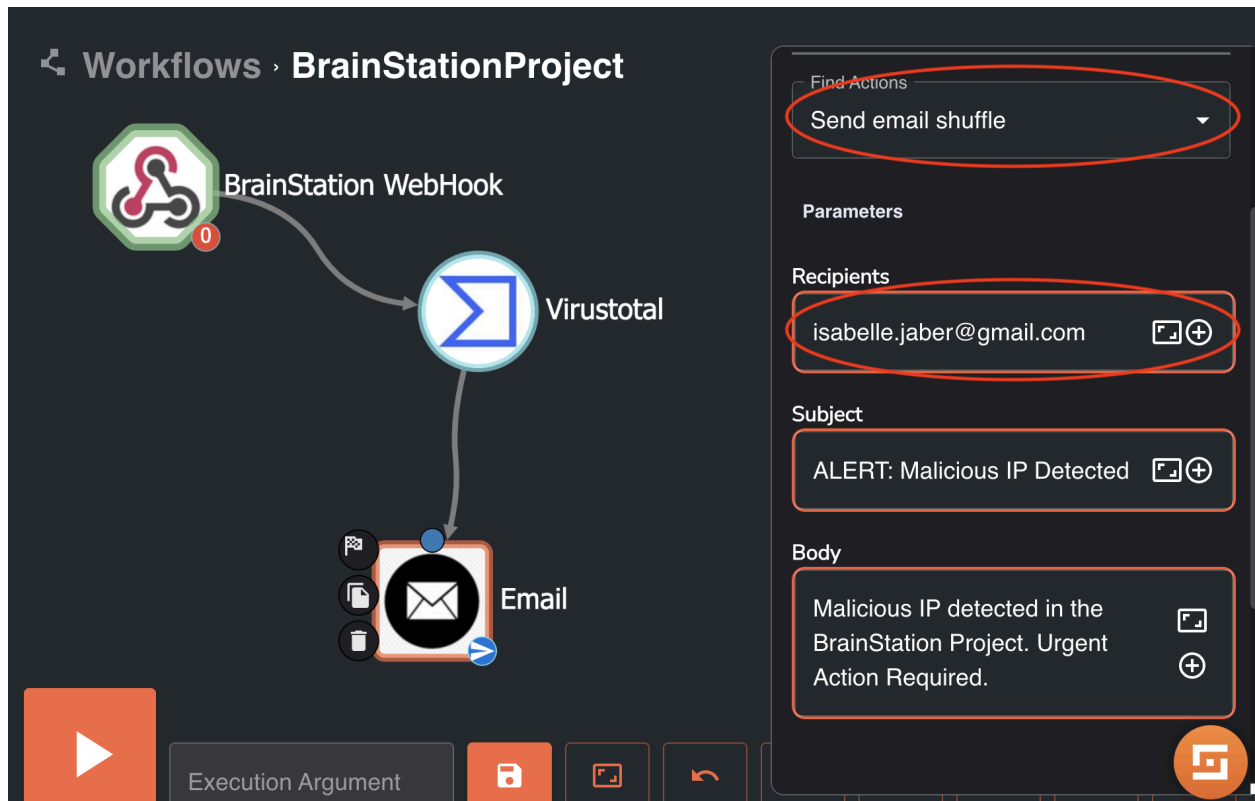 Workflows › BrainStationProject
BrainStation WebHook
0
Virustotal
Email
Execution Argument
Find Actions
Send email shuffle
Parameters
Recipients
isabelle.jaber@gmail.com
Subject
ALERT: Malicious IP Detected
Body
Malicious IP detected in the
BrainStation Project. Urgent
Action Required.